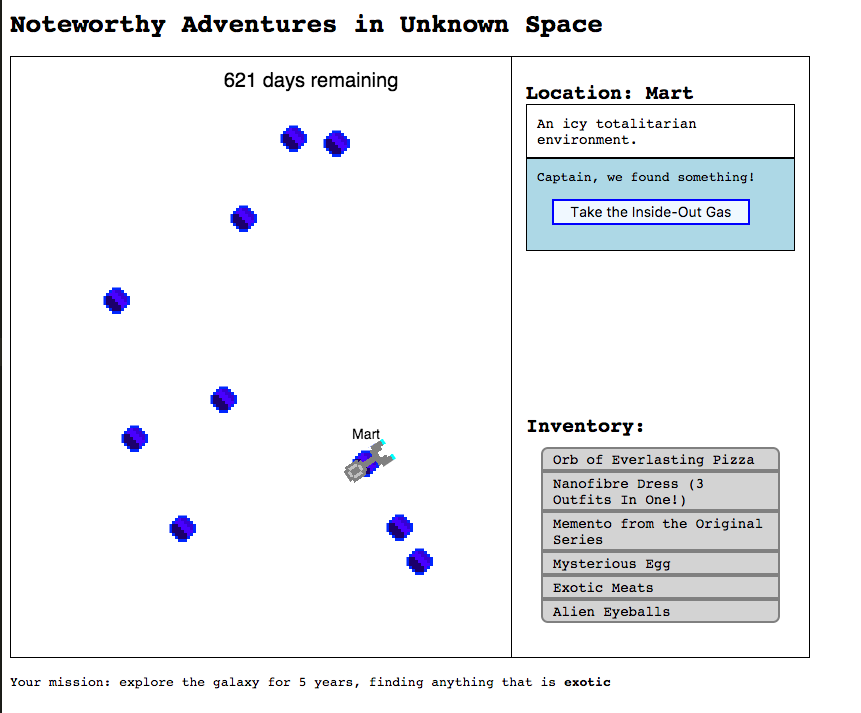 Noteworthy Adventures in Unknown Space
621 days remaining
Mart
Location: Mart
An icy totalitarian
environment.
Captain, we found something!
Take the Inside-Out Gas
Inventory:
Orb of Everlasting Pizza
Nanofibre Dress (3
Outfits In One!)
Memento from the Original
Series
Mysterious Egg
Exotic Meats
Alien Eyeballs
Your mission: explore the galaxy for 5 years, finding anything that is exotic